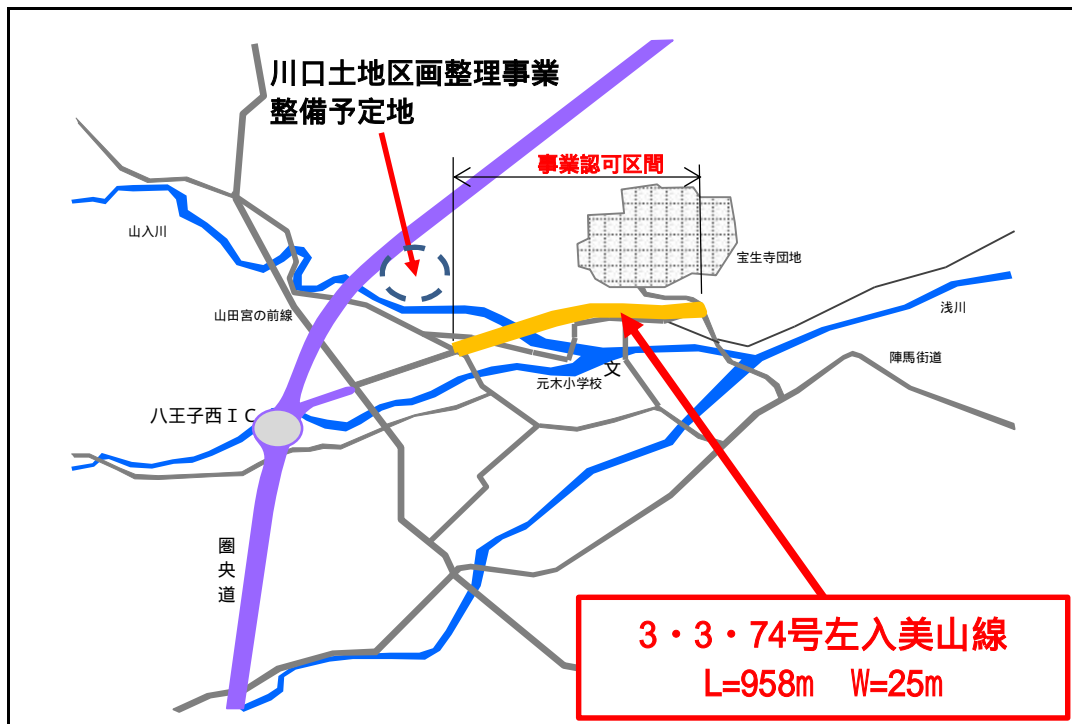 川口土地区画整理事業
整備予定地
事業認可区間
山入川
宝生寺団地
浅川
山田宮の前線
陣馬街道
文
元木小学校
八王子西IC
圏央道
3・3・74号左入美山線
L=958m W=25m